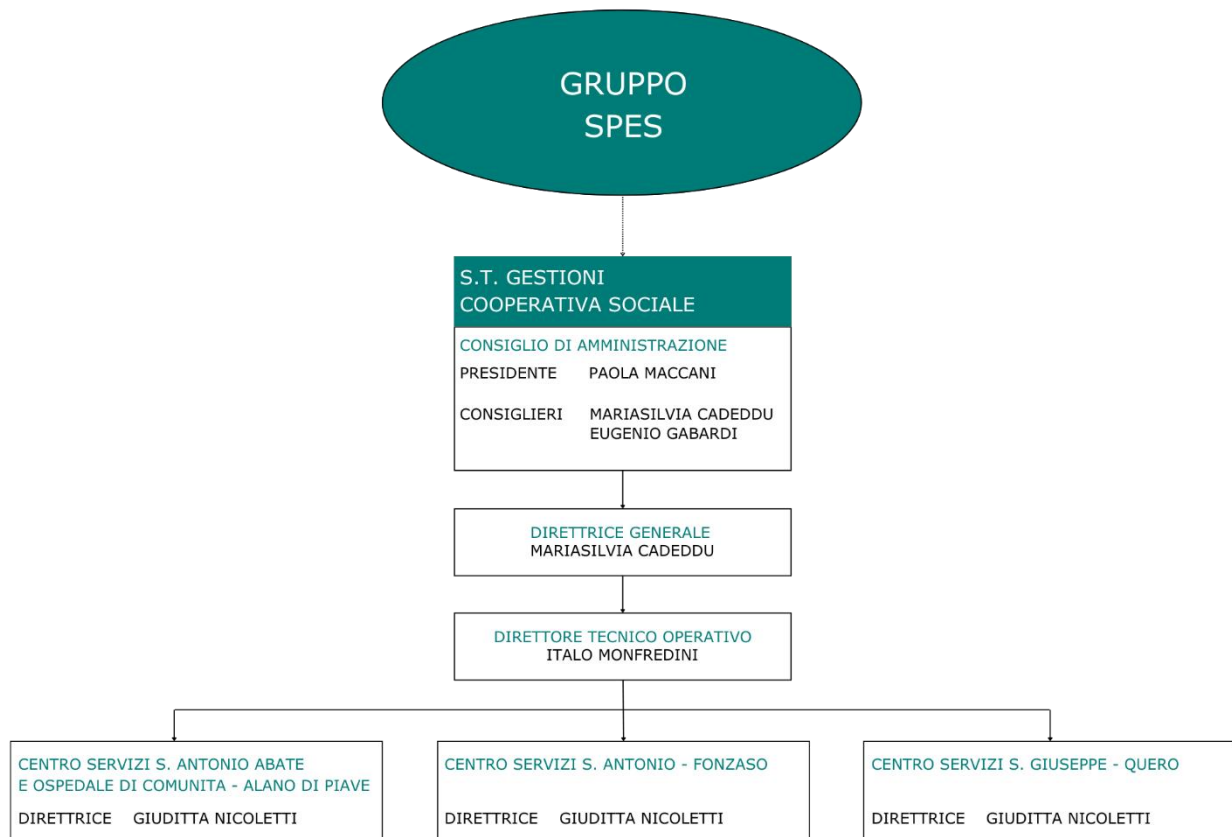 GRUPPO
SPES
S.T. GESTIONI
COOPERATIVA SOCIALE
CONSIGLIO DI AMMINISTRAZIONE
PRESIDENTE PAOLA MACCANI
CONSIGLIERI MARIASILVIA CADEDDU
EUGENIO GABARDI
DIRETTRICE GENERALE
MARIASILVIA CADEDDU
DIRETTORE TECNICO OPERATIVO
ITALO MONFREDINI
CENTRO SERVIZI S. ANTONIO ABATE
E OSPEDALE DI COMUNITA - ALANO DI PIAVE
DIRETTRICE GIUDITTA NICOLETTI
CENTRO SERVIZI S. ANTONIO - FONZASO
DIRETTRICE GIUDITTA NICOLETTI
CENTRO SERVIZI S. GIUSEPPE - QUERO
DIRETTRICE GIUDITTA NICOLETTI